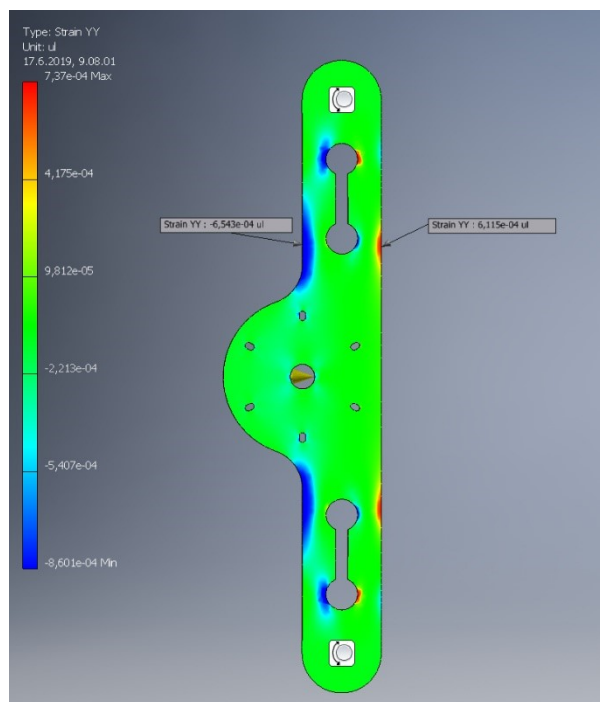 Type: Strain YY
Unit: ul
17.6.2019, 9.08.01
7,37e-04 Max
4,175e-04
9,812e-05
-2,213e-04
-5,407e-04
-8,601e-04 Min
Strain YY : -6,543e-04 ul
Strain YY : 6,115e-04 ul